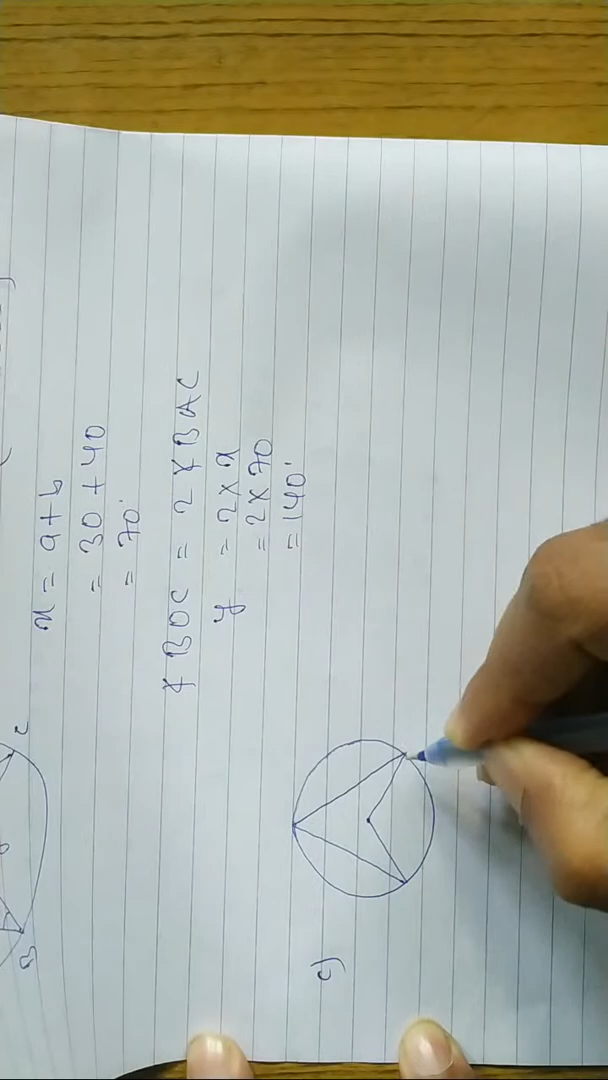 C
O
B
x = a + b
= 30 + 40
= 70°
∠BOC = 2 ∠BAC
y = 2 × x
= 2 × 70
= 140°
c)